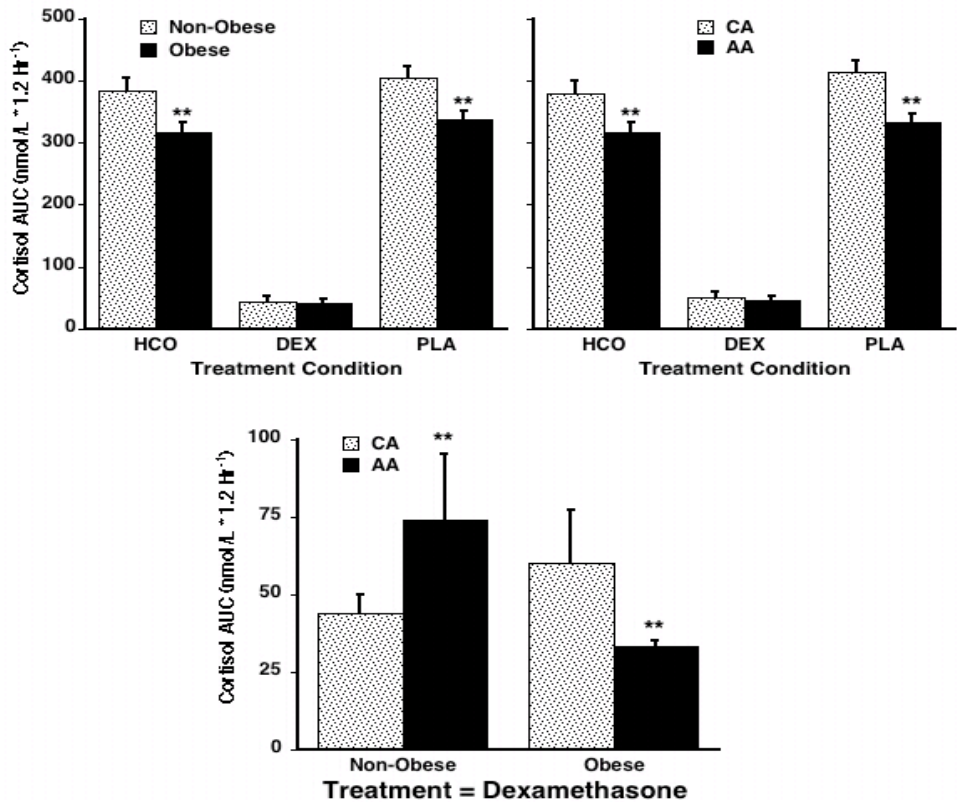 Cortisol AUC (nmol/L * 1.2 Hr-1)
500
400
300
200
100
0
Non-Obese
Obese
**
**
HCO DEX PLA
Treatment Condition
CA
AA
**
**
HCO DEX PLA
Treatment Condition
Cortisol AUC (nmol/L * 1.2 Hr-1)
100
75
50
25
0
CA
AA
**
**
Non-Obese Obese
Treatment = Dexamethasone